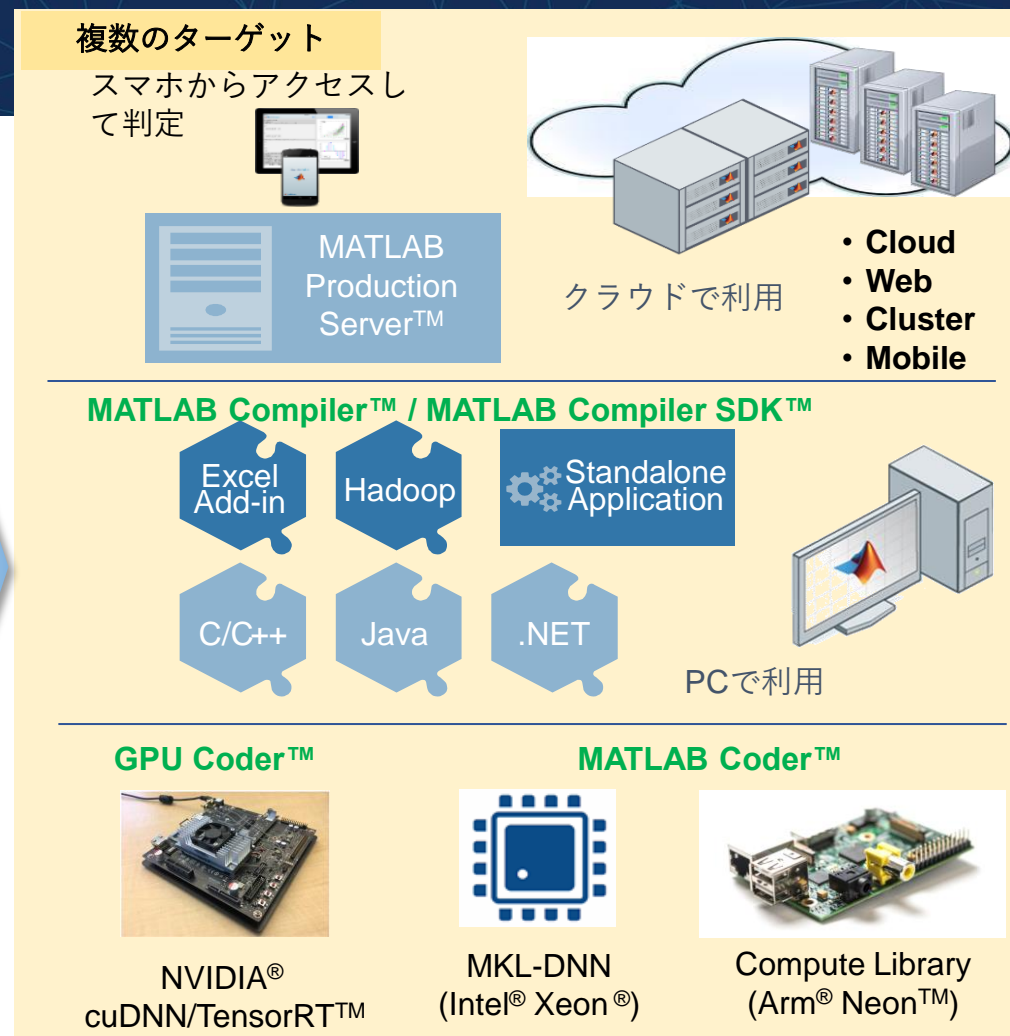 複数のターゲット
スマホからアクセスし
て判定
MATLAB
Production
Server™
クラウドで利用
• Cloud
• Web
• Cluster
• Mobile
MATLAB Compiler™ / MATLAB Compiler SDK™
Excel
Add-in
Hadoop
Standalone
Application
C/C++
Java
.NET
PCで利用
GPU Coder™
MATLAB Coder™
NVIDIA®
cuDNN/TensorRT™
MKL-DNN
(Intel® Xeon ®)
Compute Library
(Arm® Neon™)